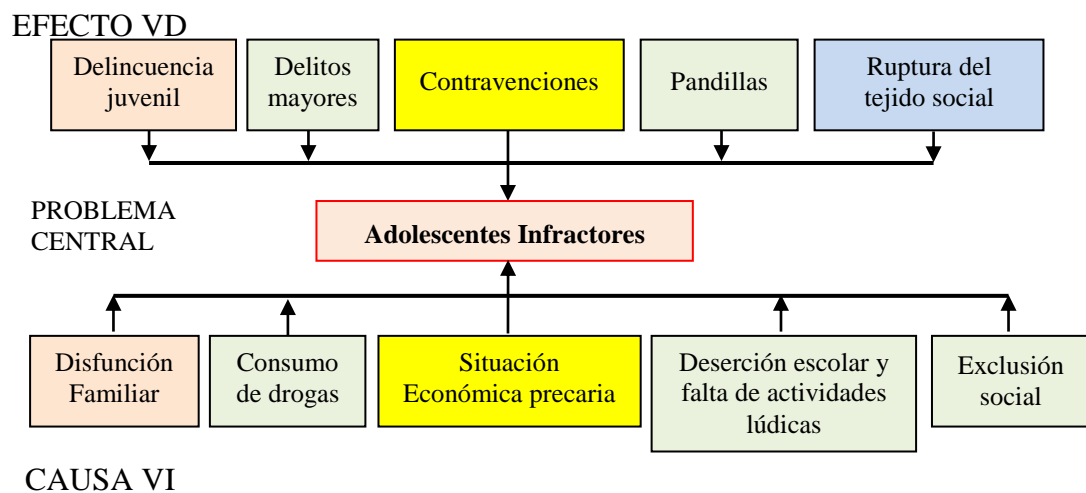 EFECTO VD
Delincuencia
juvenil
Delitos
mayores
Contravenciones
Pandillas
Ruptura del
tejido social
PROBLEMA
CENTRAL
Adolescentes Infractores
Disfunción
Familiar
Consumo
de drogas
Situación
Económica precaria
Deserción escolar y
falta de actividades
lúdicas
Exclusión
social
CAUSA VI